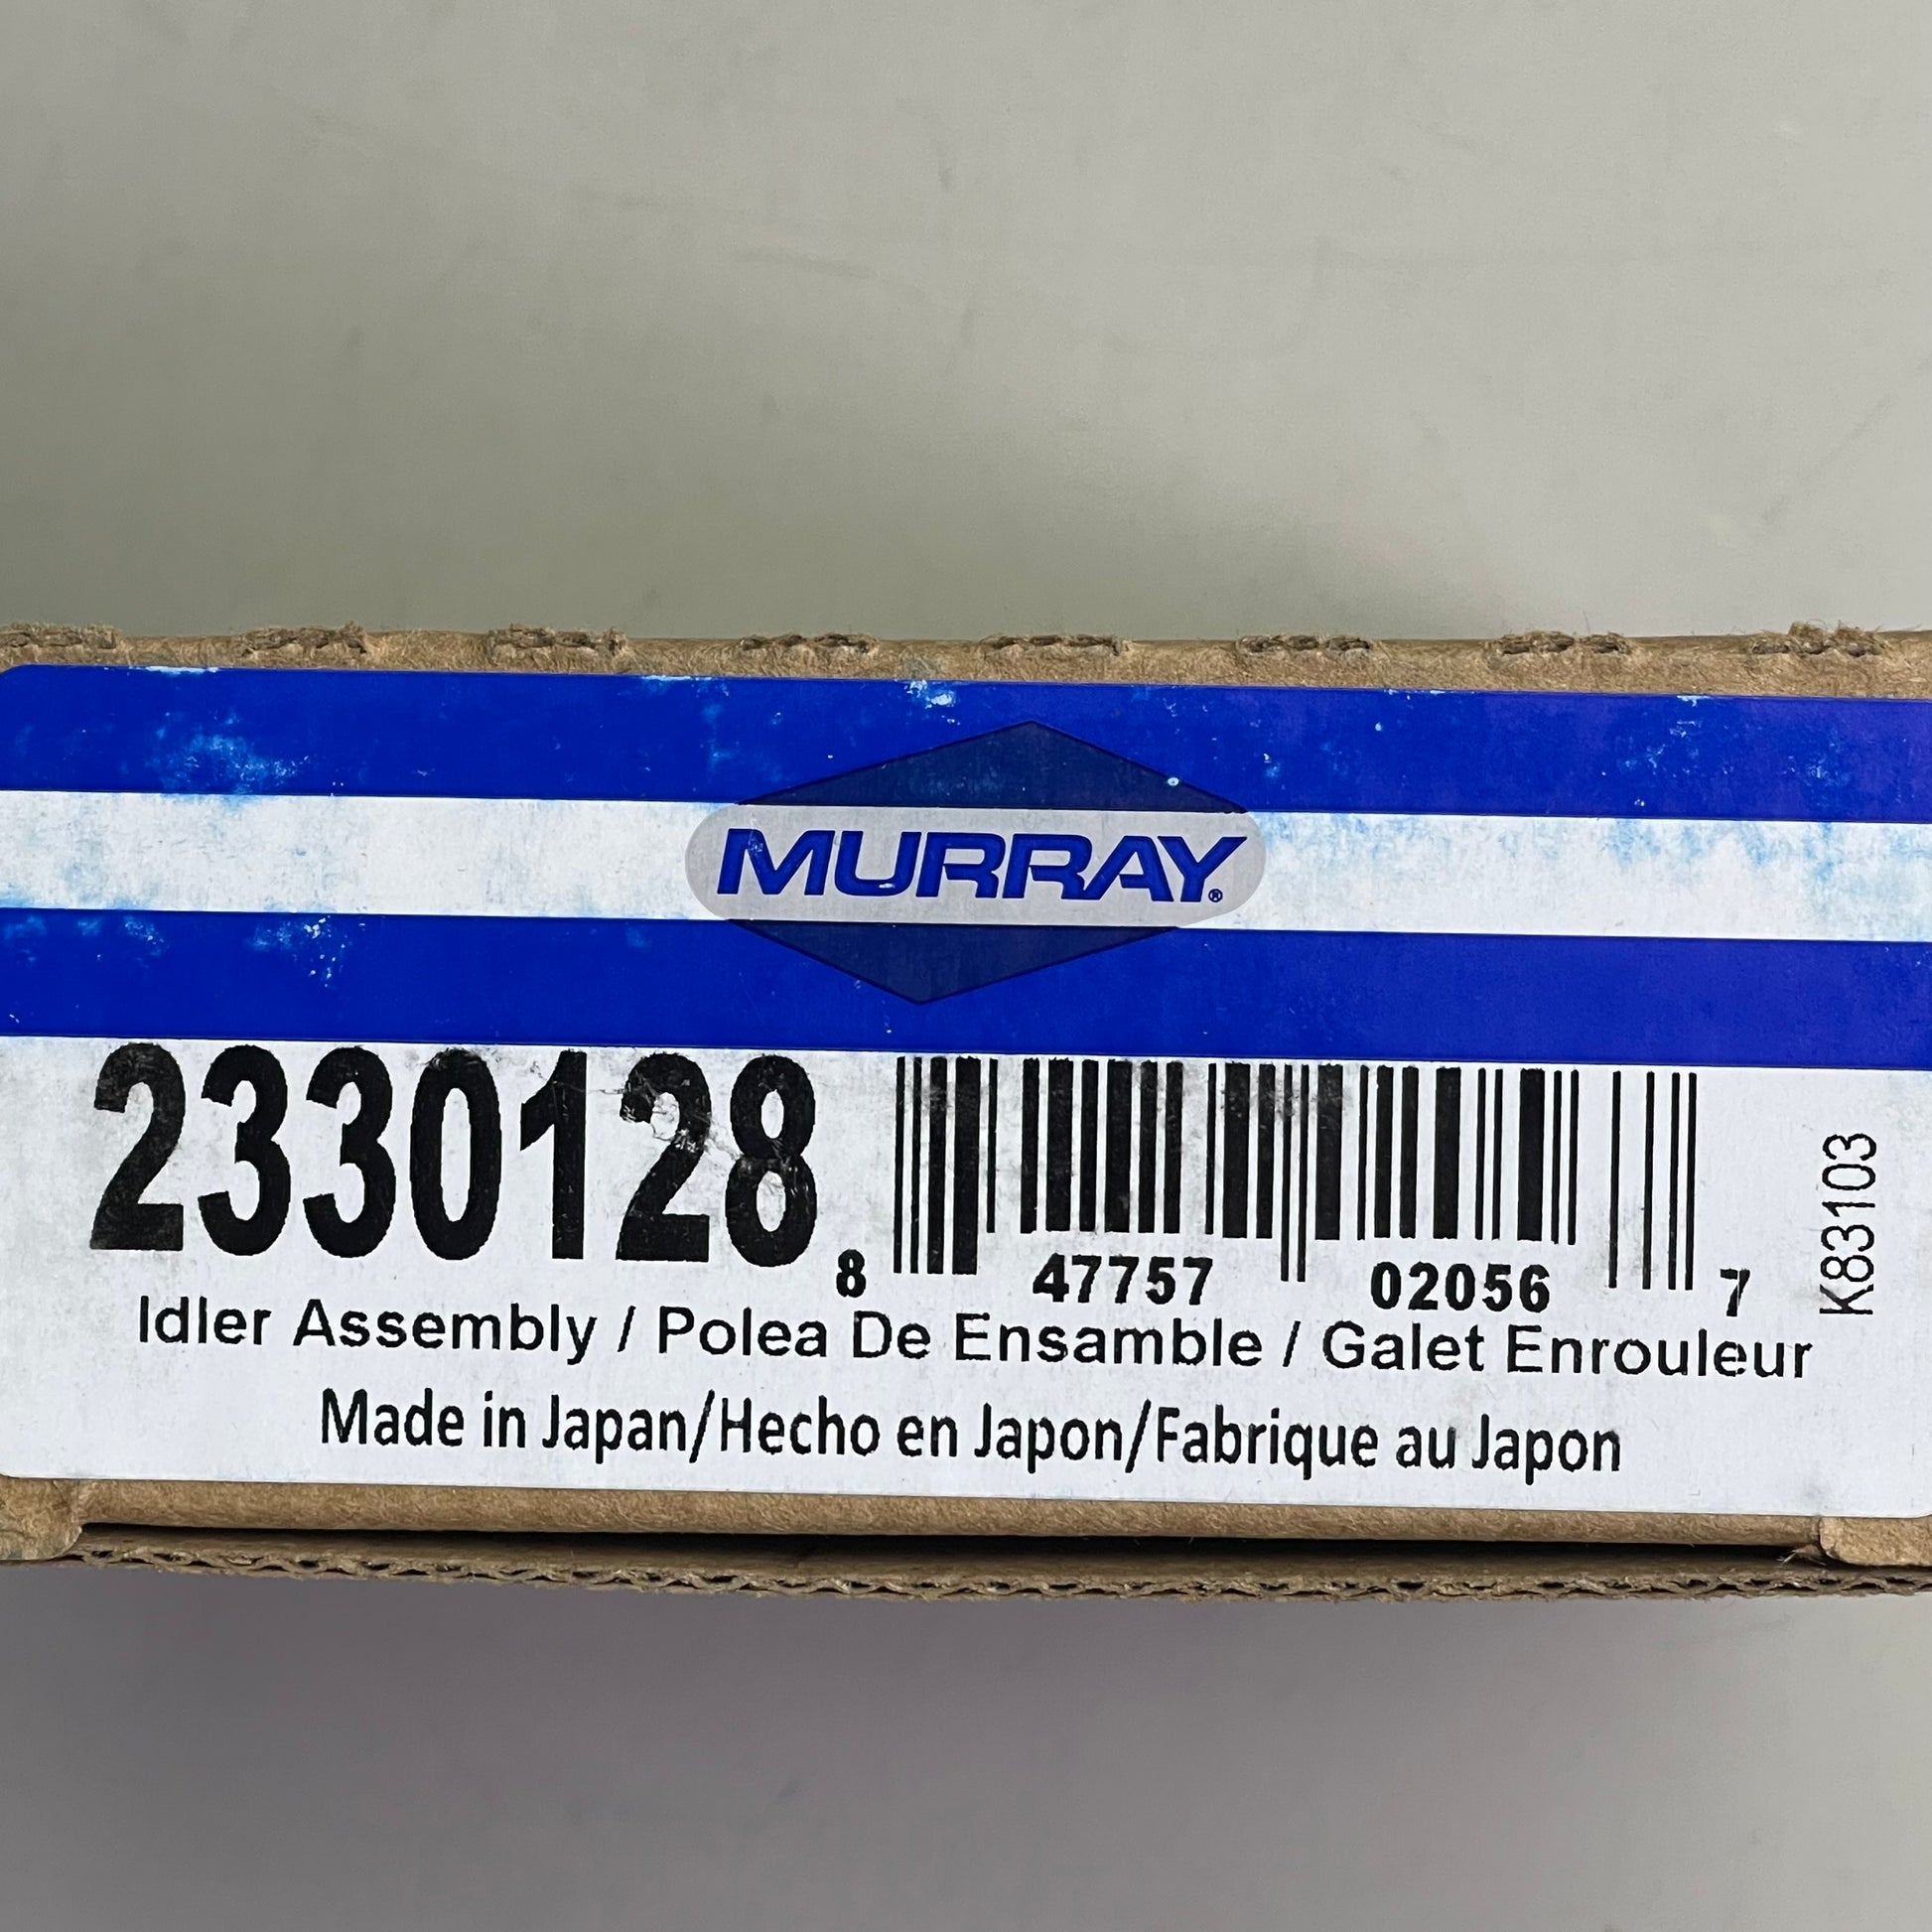 MURRAY®
2330128
8 47757 02056 7
K83103
Idler Assembly / Polea De Ensamble / Galet Enrouleur
Made in Japan/Hecho en Japon/Fabrique au Japon